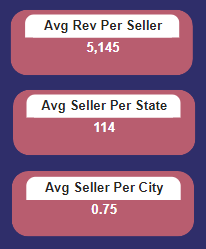 Avg Rev Per Seller
5,145
Avg Seller Per State
114
Avg Seller Per City
0.75